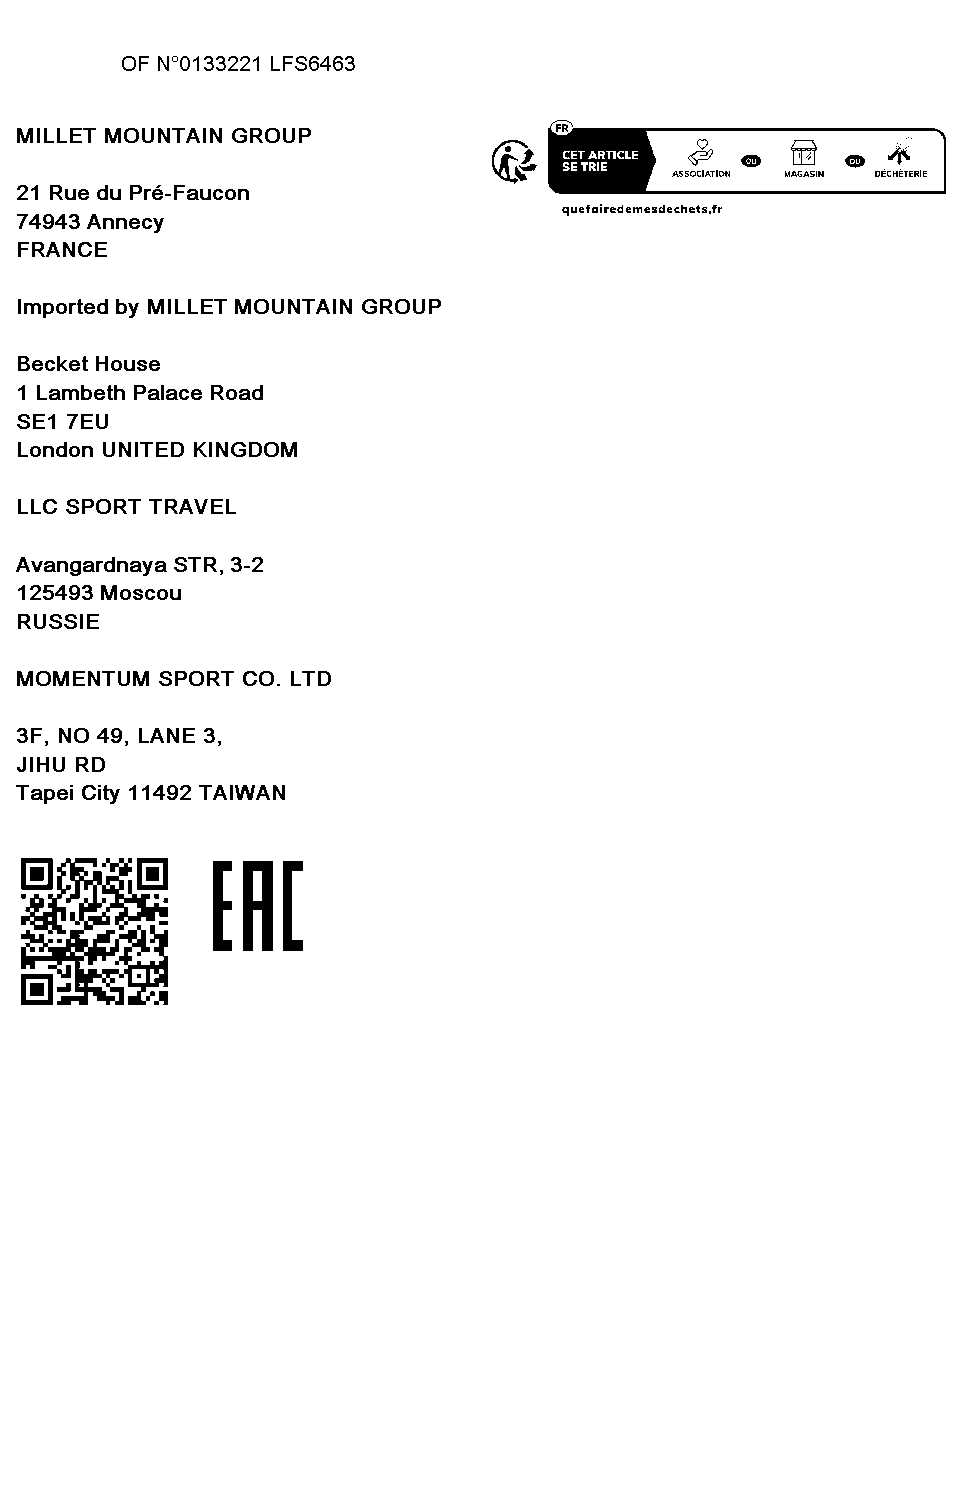 OF N°0133221 LFS6463
MILLET MOUNTAIN GROUP
21 Rue du Pré-Faucon
74943 Annecy
FRANCE
Imported by MILLET MOUNTAIN GROUP
Becket House
1 Lambeth Palace Road
SE1 7EU
London UNITED KINGDOM
LLC SPORT TRAVEL
Avangardnaya STR, 3-2
125493 Moscou
RUSSIE
MOMENTUM SPORT CO. LTD
3F, NO 49, LANE 3,
JIHU RD
Tapei City 11492 TAIWAN
EAC
FR
CET ARTICLE
SE TRIE
ASSOCIATION
OU
MAGASIN
OU
DÉCHÈTERIE
quefairedemesdechets.fr